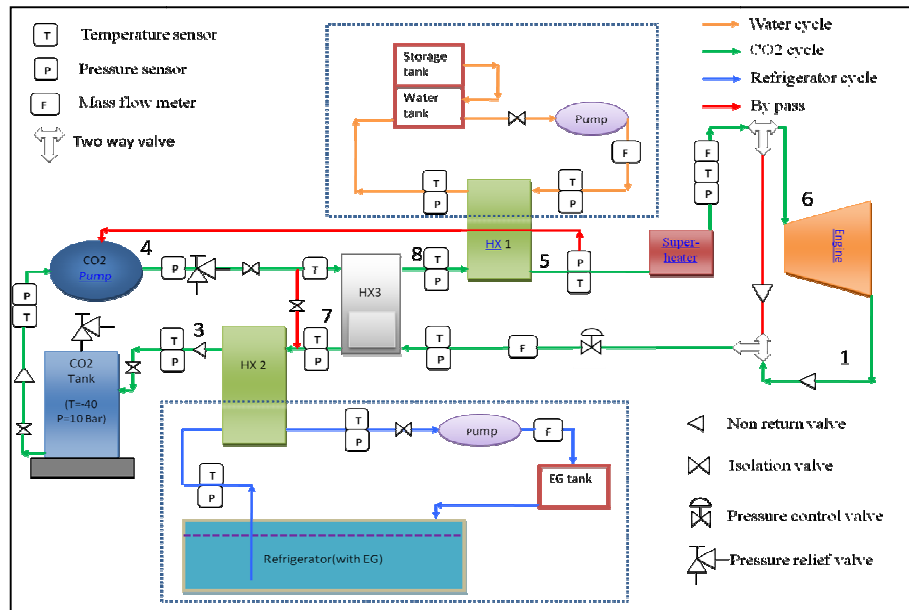 T
Temperature sensor
P
Pressure sensor
F
Mass flow meter
Two way valve
Water cycle
CO2 cycle
Refrigerator cycle
By pass
Storage
tank
Water
tank
Pump
F
T
P
T
P
HX 1
F
T
P
6
Engine
Super-
heater
5
P
T
CO2
Pump
4
P
T
8
T
P
HX3
P
T
3
T
P
HX 2
7
T
P
T
P
F
1
CO2
Tank
(T=-40
P=10 Bar)
T
P
Pump
F
EG tank
T
P
Refrigerator(with EG)
Non return valve
Isolation valve
Pressure control valve
Pressure relief valve